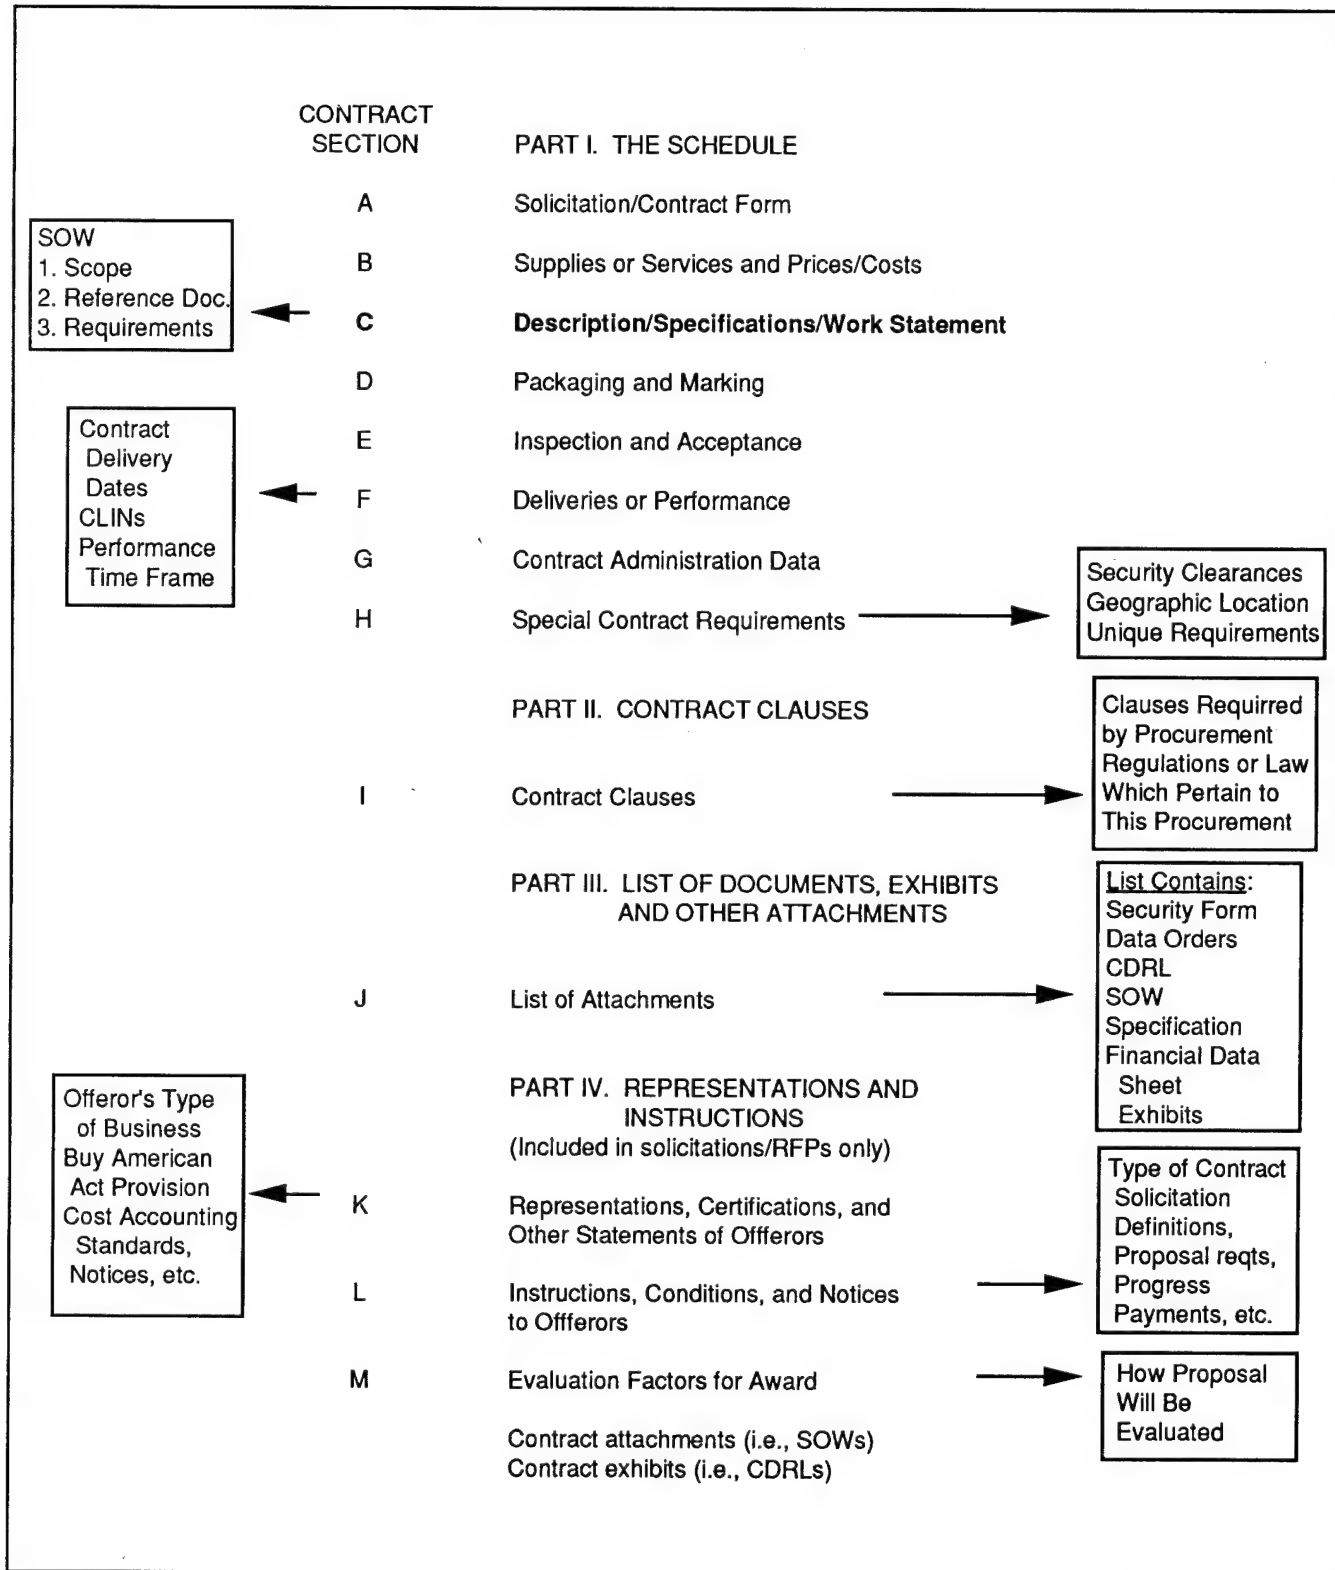 CONTRACT
SECTION
PART I. THE SCHEDULE
A Solicitation/Contract Form
SOW
1. Scope
2. Reference Doc.
3. Requirements
B Supplies or Services and Prices/Costs
C Description/Specifications/Work Statement
D Packaging and Marking
Contract
Delivery
Dates
CLINs
Performance
Time Frame
E Inspection and Acceptance
F Deliveries or Performance
G Contract Administration Data
H Special Contract Requirements
Security Clearances
Geographic Location
Unique Requirements
PART II. CONTRACT CLAUSES
I Contract Clauses
Clauses Requirred
by Procurement
Regulations or Law
Which Pertain to
This Procurement
PART III. LIST OF DOCUMENTS, EXHIBITS
AND OTHER ATTACHMENTS
J List of Attachments
List Contains:
Security Form
Data Orders
CDRL
SOW
Specification
Financial Data
Sheet
Exhibits
PART IV. REPRESENTATIONS AND
INSTRUCTIONS
(Included in solicitations/RFPs only)
Offeror's Type
of Business
Buy American
Act Provision
Cost Accounting
Standards,
Notices, etc.
K Representations, Certifications, and
Other Statements of Offferors
L Instructions, Conditions, and Notices
to Offferors
Type of Contract
Solicitation
Definitions,
Proposal reqts,
Progress
Payments, etc.
M Evaluation Factors for Award
How Proposal
Will Be
Evaluated
Contract attachments (i.e., SOWs)
Contract exhibits (i.e., CDRLs)